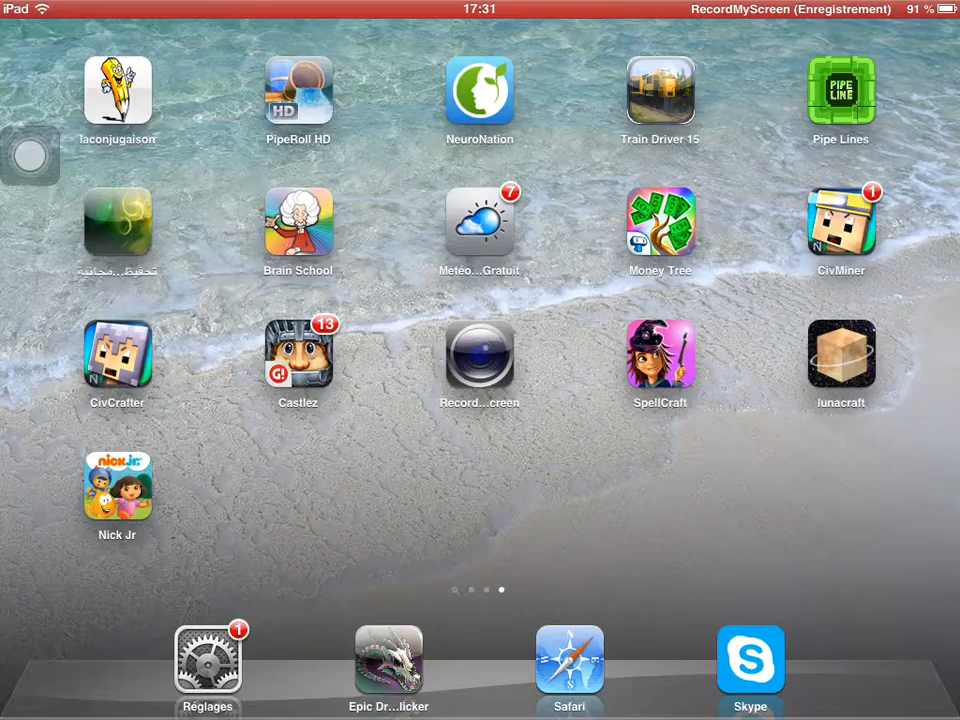 iPad 17:31 RecordMyScreen (Enregistrement) 91 %
HD PIPE LINE
laconjugaison PipeRoll HD NeuroNation Train Driver 15 Pipe Lines
7 1
تحفيظ...مجانية Brain School Météo...Gratuit Money Tree CivMiner
13
G!
CivCrafter Castlez Record...creen SpellCraft lunacraft
nick jr.
Nick Jr
1
N E S
Réglages Epic Dr...licker Safari Skype